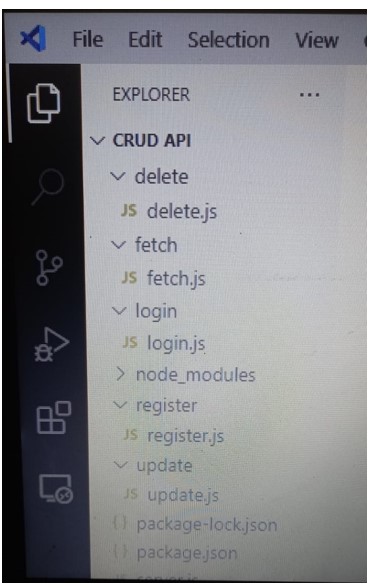 File Edit Selection View
EXPLORER ...
CRUD API
delete
JS delete.js
fetch
JS fetch.js
login
JS login.js
node_modules
register
JS register.js
update
JS update.js
{} package-lock.json
{} package.json